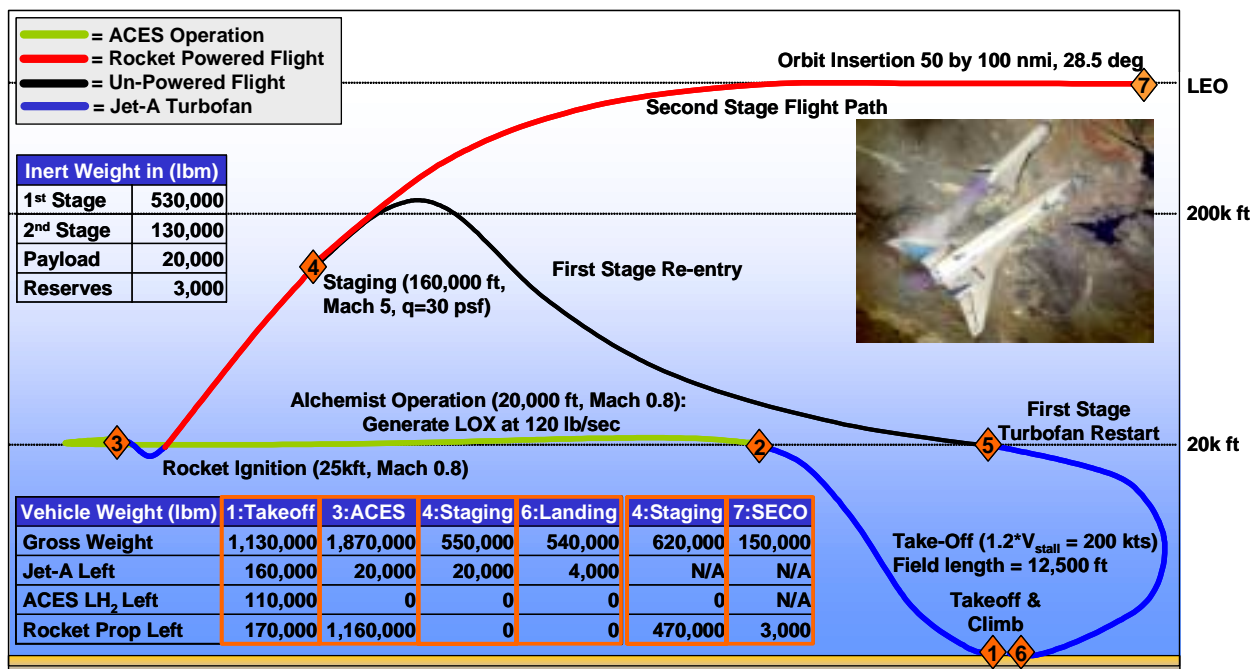 = ACES Operation
= Rocket Powered Flight
= Un-Powered Flight
= Jet-A Turbofan
Orbit Insertion 50 by 100 nmi, 28.5 deg
7
LEO
Second Stage Flight Path
Inert Weight in (lbm)
1st Stage 530,000
2nd Stage 130,000
Payload 20,000
Reserves 3,000
200k ft
4
Staging (160,000 ft,
Mach 5, q=30 psf)
First Stage Re-entry
Alchemist Operation (20,000 ft, Mach 0.8):
Generate LOX at 120 lb/sec
First Stage
Turbofan Restart
3
2
5
20k ft
Rocket Ignition (25kft, Mach 0.8)
Vehicle Weight (lbm) 1:Takeoff 3:ACES 4:Staging 6:Landing 4:Staging 7:SECO
Gross Weight 1,130,000 1,870,000 550,000 540,000 620,000 150,000
Jet-A Left 160,000 20,000 20,000 4,000 N/A N/A
ACES LH2 Left 110,000 0 0 0 0 N/A
Rocket Prop Left 170,000 1,160,000 0 0 470,000 3,000
Take-Off (1.2*Vstall = 200 kts)
Field length = 12,500 ft
Takeoff &
Climb
1 6